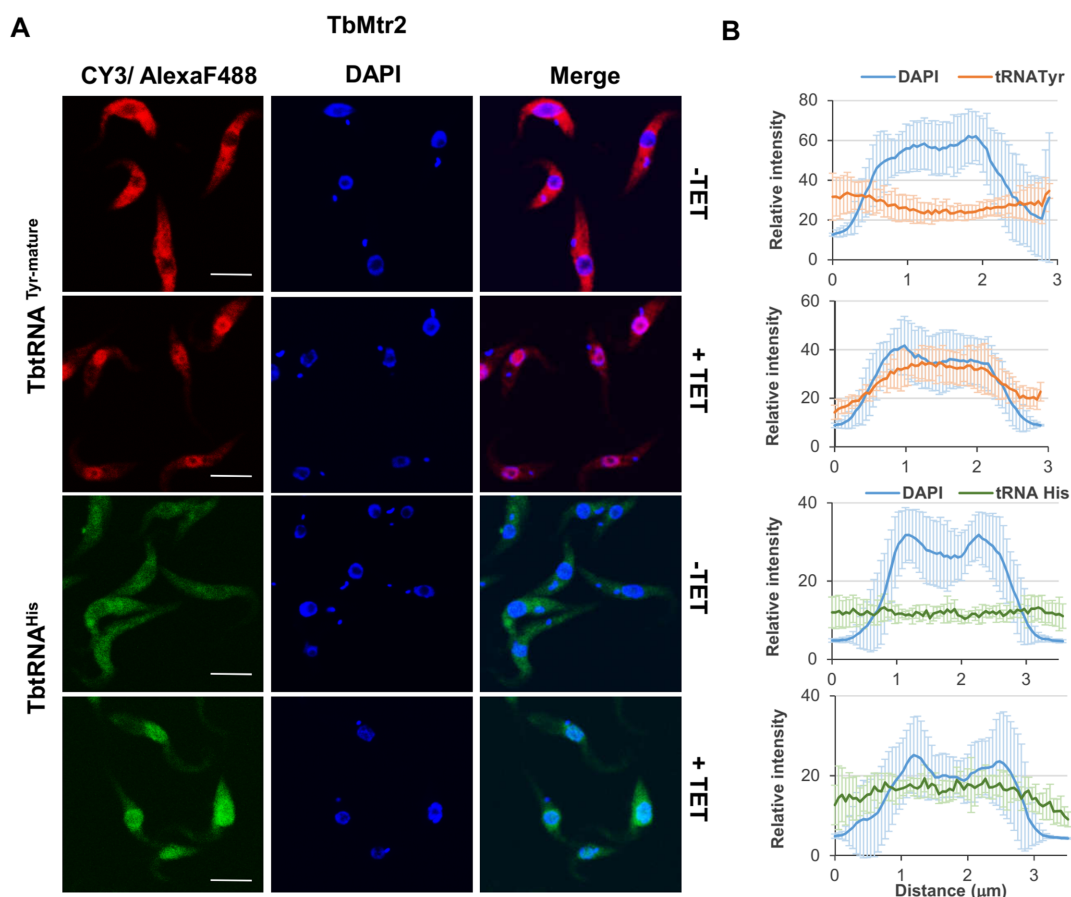 A
TbMtr2
B
CY3/ AlexaF488
DAPI
Merge
TbtRNA Tyr-mature
-TET
+ TET
TbtRNAHis
-TET
+ TET
DAPI
tRNATyr
Relative intensity
80
60
40
20
0
0
1
2
3
Relative intensity
60
40
20
0
0
1
2
3
DAPI
tRNA His
Relative intensity
40
20
0
0
1
2
3
Relative intensity
40
20
0
0
1
2
3
Distance (µm)